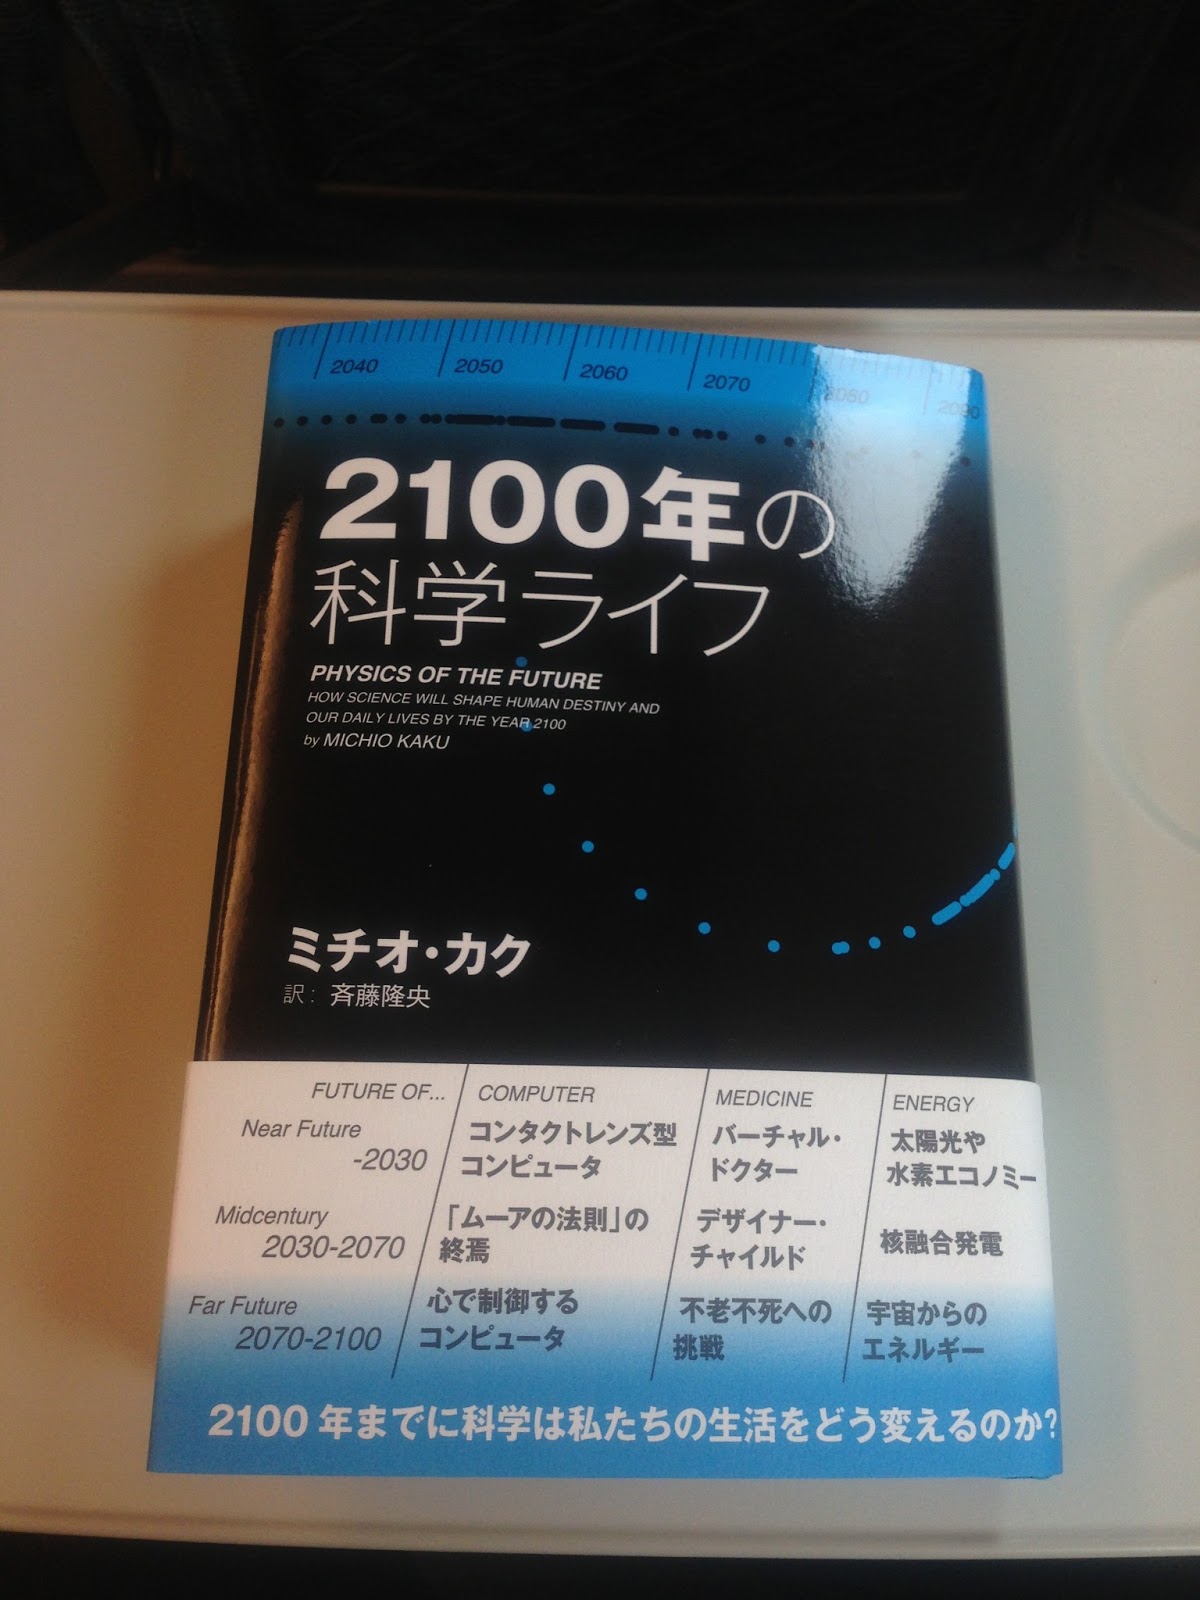 2040 2050 2060 2070 2080 2090
2100年の
科学ライフ
PHYSICS OF THE FUTURE
HOW SCIENCE WILL SHAPE HUMAN DESTINY AND
OUR DAILY LIVES BY THE YEAR 2100
by MICHIO KAKU
ミチオ・カク
訳: 斉藤隆央
FUTURE OF... COMPUTER MEDICINE ENERGY
Near Future コンタクトレンズ型 バーチャル・ 太陽光や
-2030 コンピュータ ドクター 水素エコノミー
Midcentury 「ムーアの法則」の デザイナー・ 核融合発電
2030-2070 終焉 チャイルド
Far Future 心で制御する 不老不死への 宇宙からの
2070-2100 コンピュータ 挑戦 エネルギー
2100年までに科学は私たちの生活をどう変えるのか?